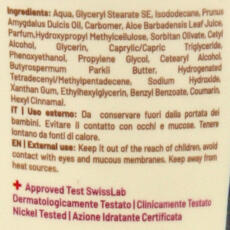 Ingredients: Aqua, Glyceryl Stearate SE, Isododecane, Prunus
Amygdalus Dulcis Oil, Carbomer, Aloe Barbadensis Leaf Juice,
Parfum, Hydroxypropyl Methylcellulose, Sorbitan Olivate, Cetyl
Alcohol, Glycerin, Caprylic/Capric Triglyceride,
Phenoxyethanol, Propylene Glycol, Cetearyl Alcohol,
Butyrospermum Parkii Butter, Hydrogenated
Tetradecenyl/Methylpentadecene, Sodium Hydroxide,
Xanthan Gum, Ethylhexylglycerin, Benzyl Benzoate, Coumarin,
Hexyl Cinnamal.
IT | Uso esterno: Da conservare fuori dalla portata dei
bambini. Evitare il contatto con occhi e mucose. Tenere
lontano da fonti di calore.
EN | External use: Keep It out of the reach of children, avoid
contact with eyes and mucous membranes. Keep away from
heat sources.
+ Approved Test SwissLab
Dermatologicamente Testato | Clinicamente Testato
Nickel Tested | Azione Idratante Certificata